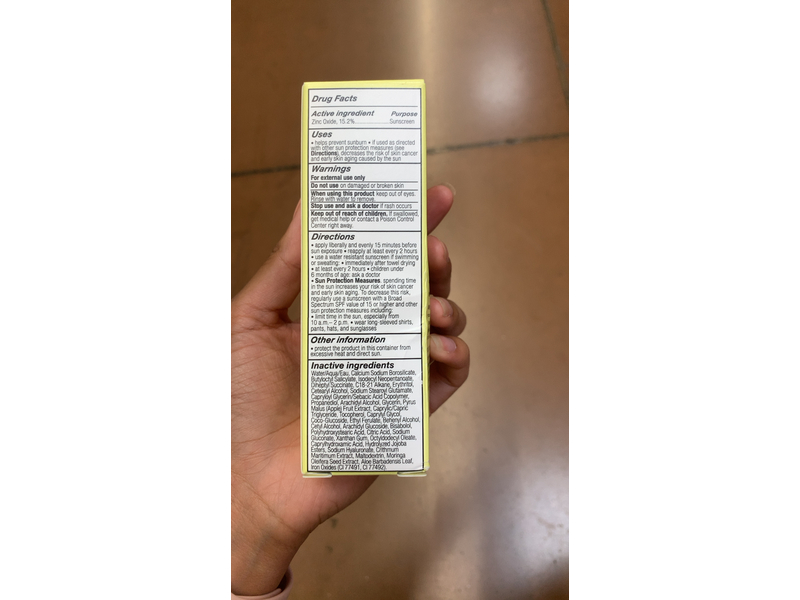 Drug Facts
Active ingredient Purpose
Zinc Oxide, 15.2% Sunscreen
Uses
• helps prevent sunburn • if used as directed
with other sun protection measures (see
Directions), decreases the risk of skin cancer
and early skin aging caused by the sun
Warnings
For external use only
Do not use on damaged or broken skin
When using this product keep out of eyes.
Rinse with water to remove.
Stop use and ask a doctor if rash occurs
Keep out of reach of children. If swallowed,
get medical help or contact a Poison Control
Center right away.
Directions
• apply liberally and evenly 15 minutes before
sun exposure • reapply at least every 2 hours
• use a water resistant sunscreen if swimming
or sweating: • immediately after towel drying
• at least every 2 hours • children under
6 months of age: ask a doctor
• Sun Protection Measures. spending time
in the sun increases your risk of skin cancer
and early skin aging. To decrease this risk,
regularly use a sunscreen with a Broad
Spectrum SPF value of 15 or higher and other
sun protection measures including:
• limit time in the sun, especially from
10 a.m. – 2 p.m. • wear long-sleeved shirts,
pants, hats, and sunglasses
Other information
• protect the product in this container from
excessive heat and direct sun.
Inactive ingredients
Water/Aqua/Eau, Calcium Sodium Borosilicate,
Butyloctyl Salicylate, Isodecyl Neopentanoate,
Diheptyl Succinate, C18-21 Alkane, Erythritol,
Cetearyl Alcohol, Sodium Stearoyl Glutamate,
Capryloyl Glycerin/Sebacic Acid Copolymer,
Propanediol, Arachidyl Alcohol, Glycerin, Pyrus
Malus (Apple) Fruit Extract, Caprylic/Capric
Triglyceride, Tocopherol, Caprylyl Glycol,
Coco-Glucoside, Ethyl Ferulate, Behenyl Alcohol,
Cetyl Alcohol, Arachidyl Glucoside, Bisabolol,
Polyhydroxystearic Acid, Citric Acid, Sodium
Gluconate, Xanthan Gum, Octyldodecyl Oleate,
Caprylhydroxamic Acid, Hydrolyzed Jojoba
Esters, Sodium Hyaluronate, Crithmum
Maritimum Extract, Maltodextrin, Moringa
Oleifera Seed Extract, Aloe Barbadensis Leaf,
Iron Oxides (CI 77491, CI 77492).